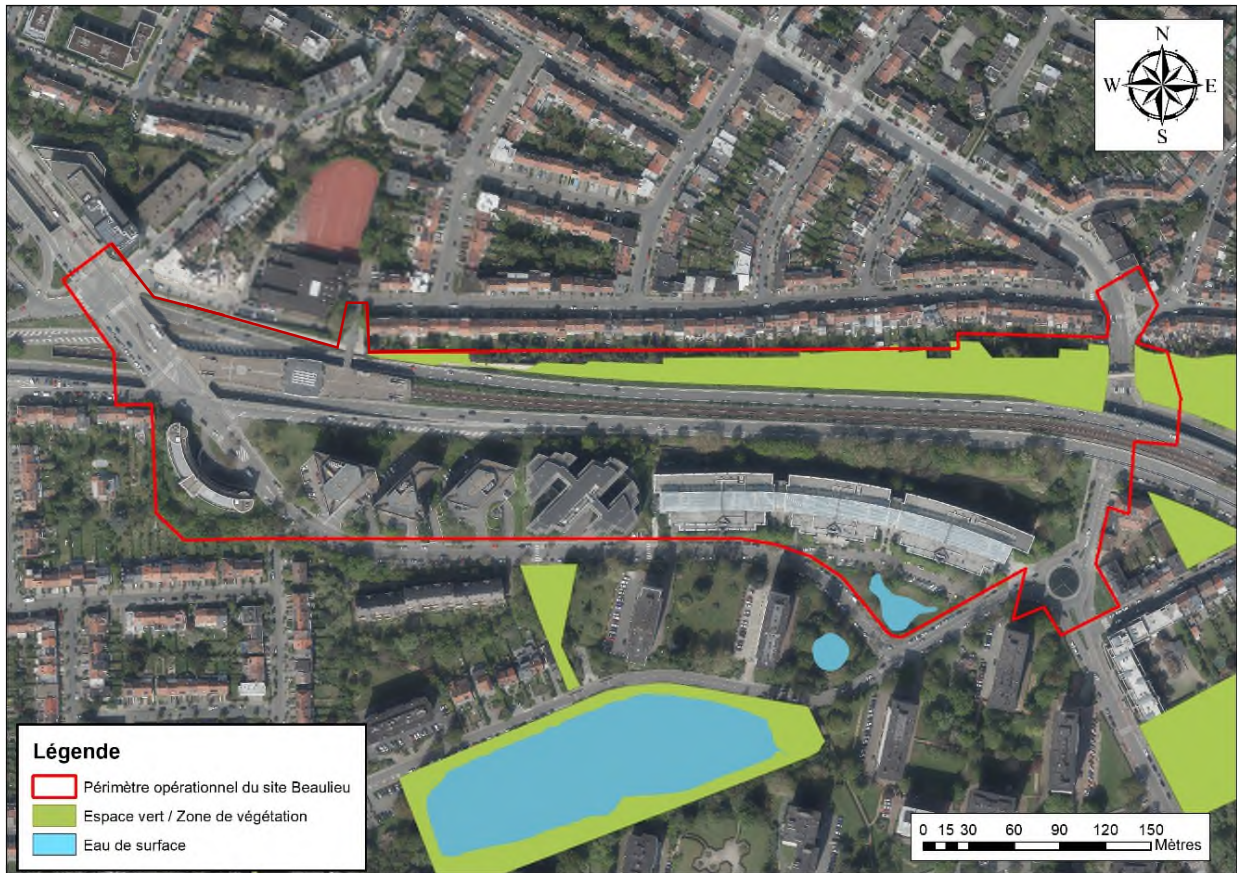 N
W E
S
Légende
Périmètre opérationnel du site Beaulieu
Espace vert / Zone de végétation
Eau de surface
0 15 30 60 90 120 150
Mètres